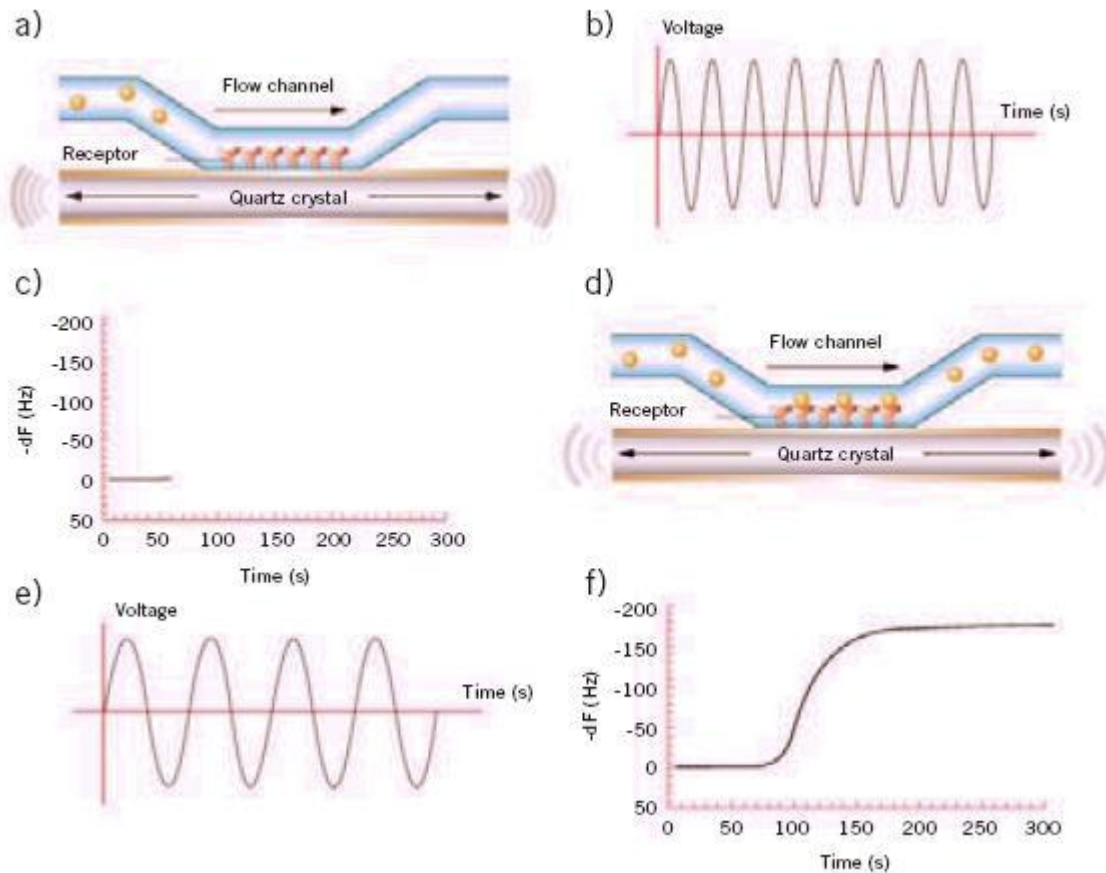 a)
Flow channel
Receptor
Quartz crystal
b)
Voltage
Time (s)
c)
-200
-150
-100
-50
0
50
-dF (Hz)
0 50 100 150 200 250 300
Time (s)
d)
Flow channel
Receptor
Quartz crystal
e)
Voltage
Time (s)
f)
-200
-150
-100
-50
0
50
-dF (Hz)
0 50 100 150 200 250 300
Time (s)